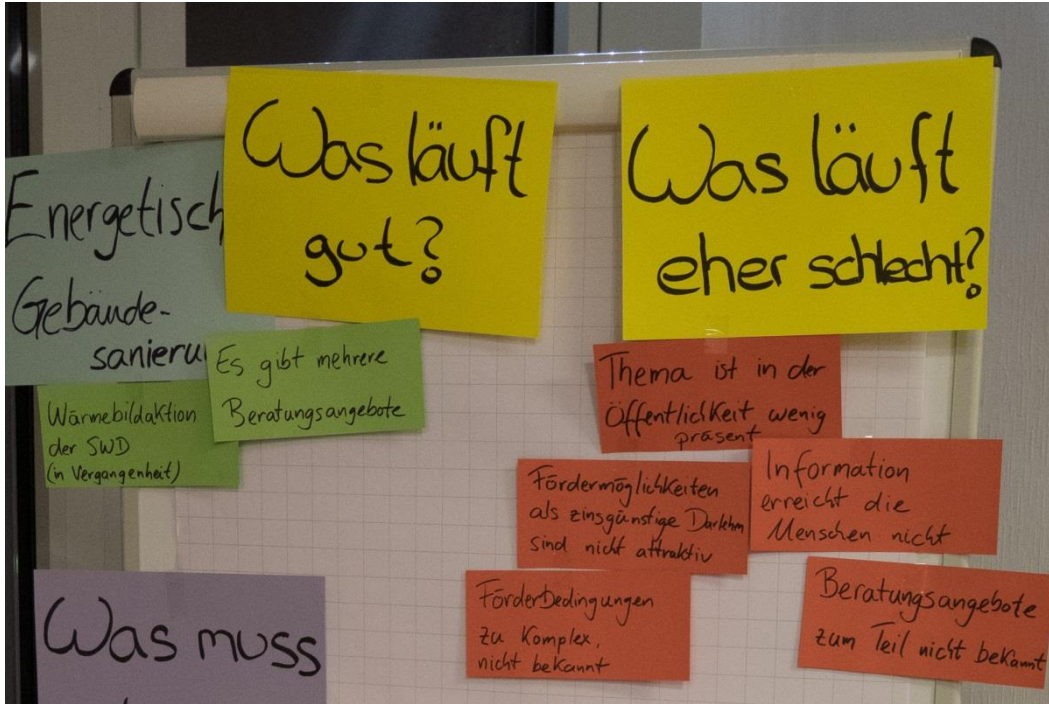 Energetisch
Gebäude-
sanieru
Was läuft
gut?
Was läuft
eher schlecht?
Es gibt mehrere
Beratungsangebote
Wärmebildaktion
der SWD
(in Vergangenheit)
Thema ist in der
Öffentlichkeit wenig
präsent
Fördermöglichkeiten
als zinsgünstige Darlehn
sind nicht attraktiv
Information
erreicht die
Menschen nicht
Förderbedingungen
zu Komplex,
nicht bekannt
Beratungsangebote
zum Teil nicht bekannt
Was muss